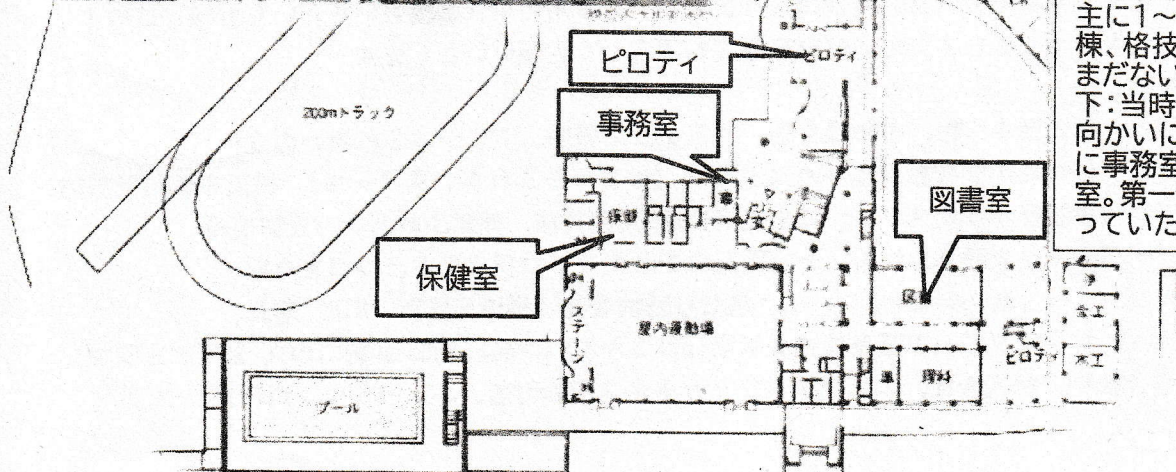 主に1～
棟、格技
まだない
下：当時
向かいに
に事務室
室。第一
っていた
ピロティ
ピロティ
200mトラック
事務室
図書室
保健
保健室
図書
金工
ステージ
屋内運動場
ピロティ
木工
理科
プール